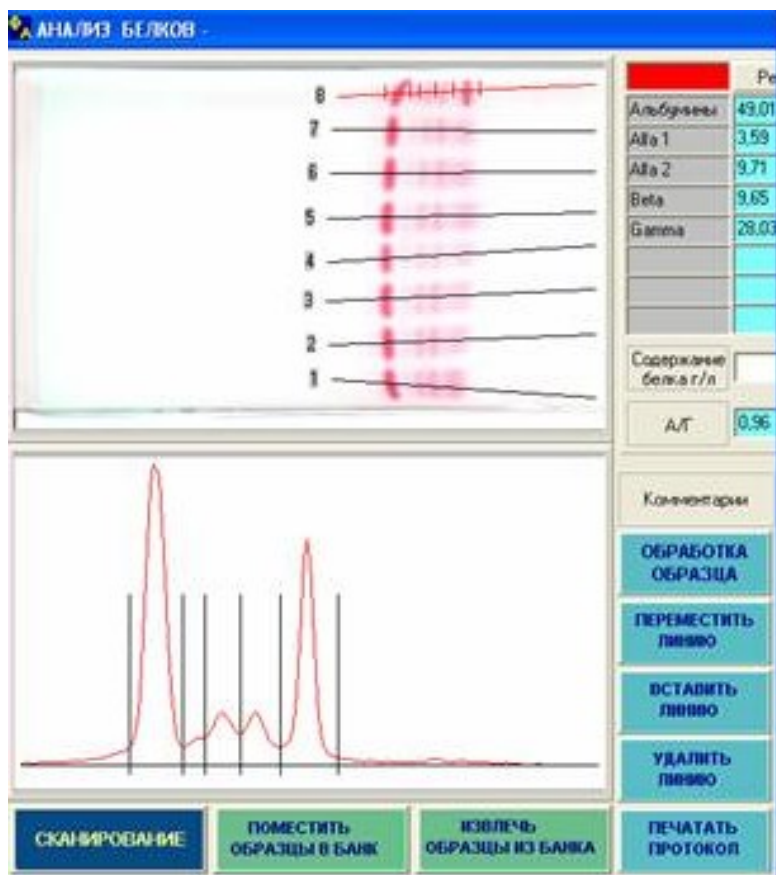 АНАЛИЗ БЕЛКОВ -
8
7
6
5
4
3
2
1
Ре
Альбумины 49,01
Alfa 1 3,59
Alfa 2 9,71
Beta 9,65
Gamma 28,03
Содержание
белка г/л
А/Г 0,96
Комментарии
ОБРАБОТКА
ОБРАЗЦА
ПЕРЕМЕСТИТЬ
ЛИНИЮ
ВСТАВИТЬ
ЛИНИЮ
УДАЛИТЬ
ЛИНИЮ
СКАНИРОВАНИЕ
ПОМЕСТИТЬ
ОБРАЗЦЫ В БАНК
ИЗВЛЕЧЬ
ОБРАЗЦЫ ИЗ БАНКА
ПЕЧАТАТЬ
ПРОТОКОЛ